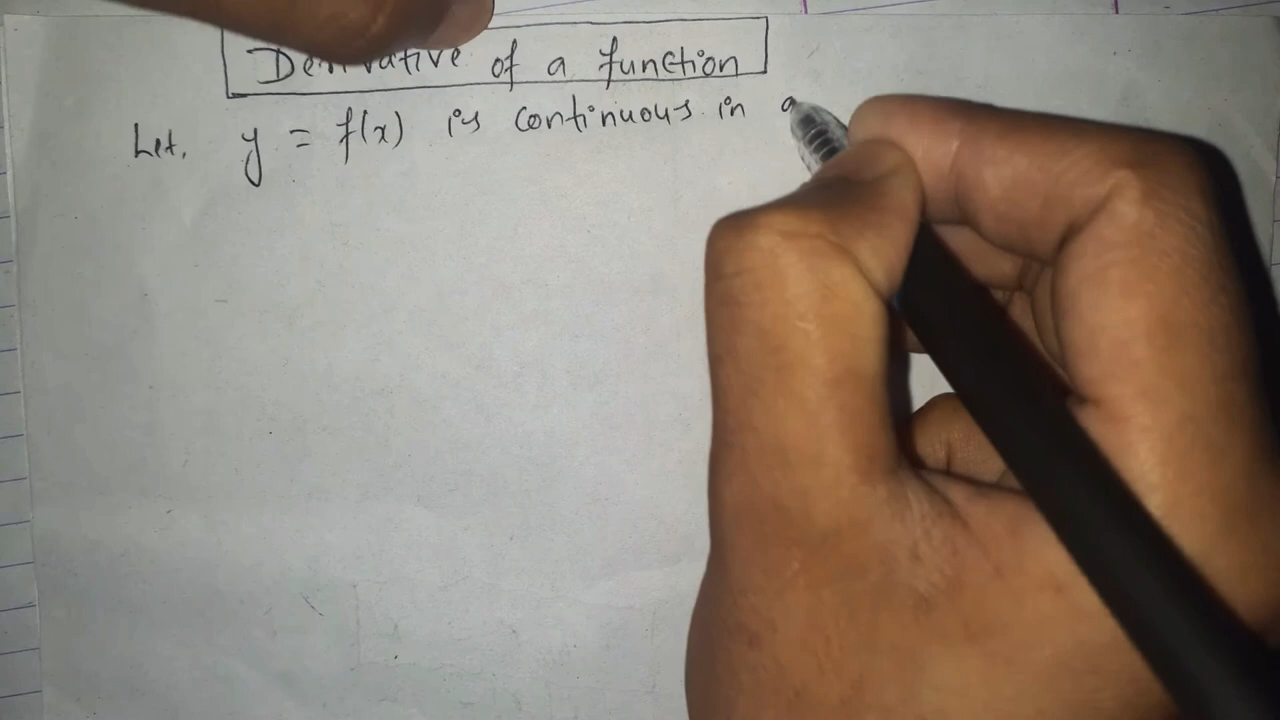 Derivative of a function
Let, y = f(x) is continuous in a